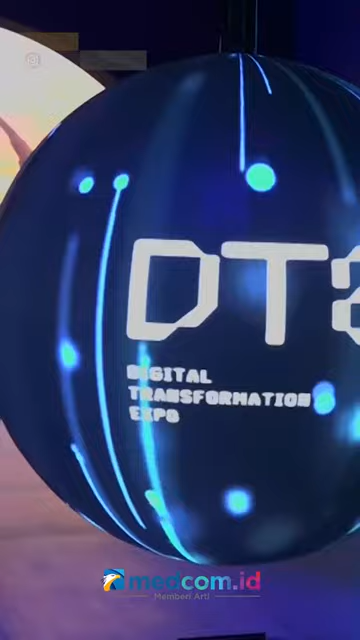 DT
DIGITAL
TRANSFORMATION
EXPO
medcom.id
Memberi Arti